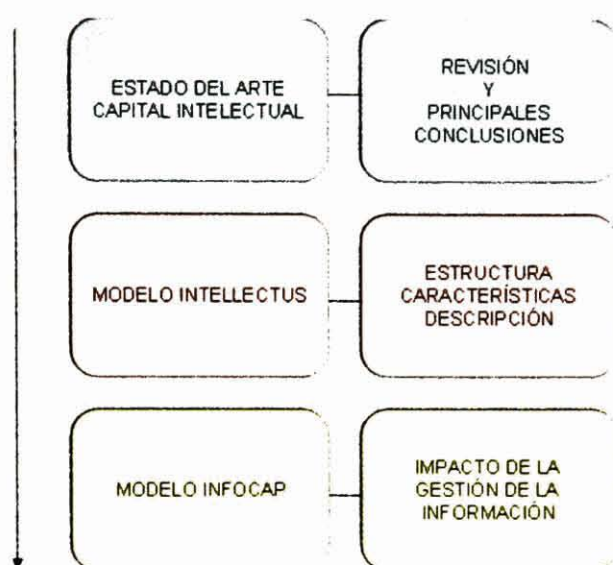 ESTADO DEL ARTE
CAPITAL INTELECTUAL
REVISIÓN
Y
PRINCIPALES
CONCLUSIONES
MODELO INTELLECTUS
ESTRUCTURA
CARACTERÍSTICAS
DESCRIPCIÓN
MODELO INFOCAP
IMPACTO DE LA
GESTIÓN DE LA
INFORMACIÓN